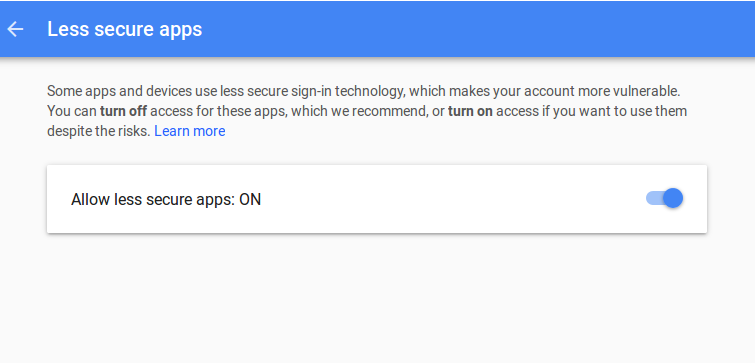 Less secure apps
Some apps and devices use less secure sign-in technology, which makes your account more vulnerable.
You can turn off access for these apps, which we recommend, or turn on access if you want to use them
despite the risks. Learn more
Allow less secure apps: ON